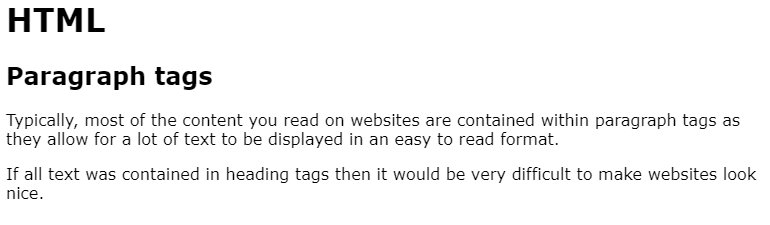 HTML
Paragraph tags
Typically, most of the content you read on websites are contained within paragraph tags as
they allow for a lot of text to be displayed in an easy to read format.
If all text was contained in heading tags then it would be very difficult to make websites look
nice.